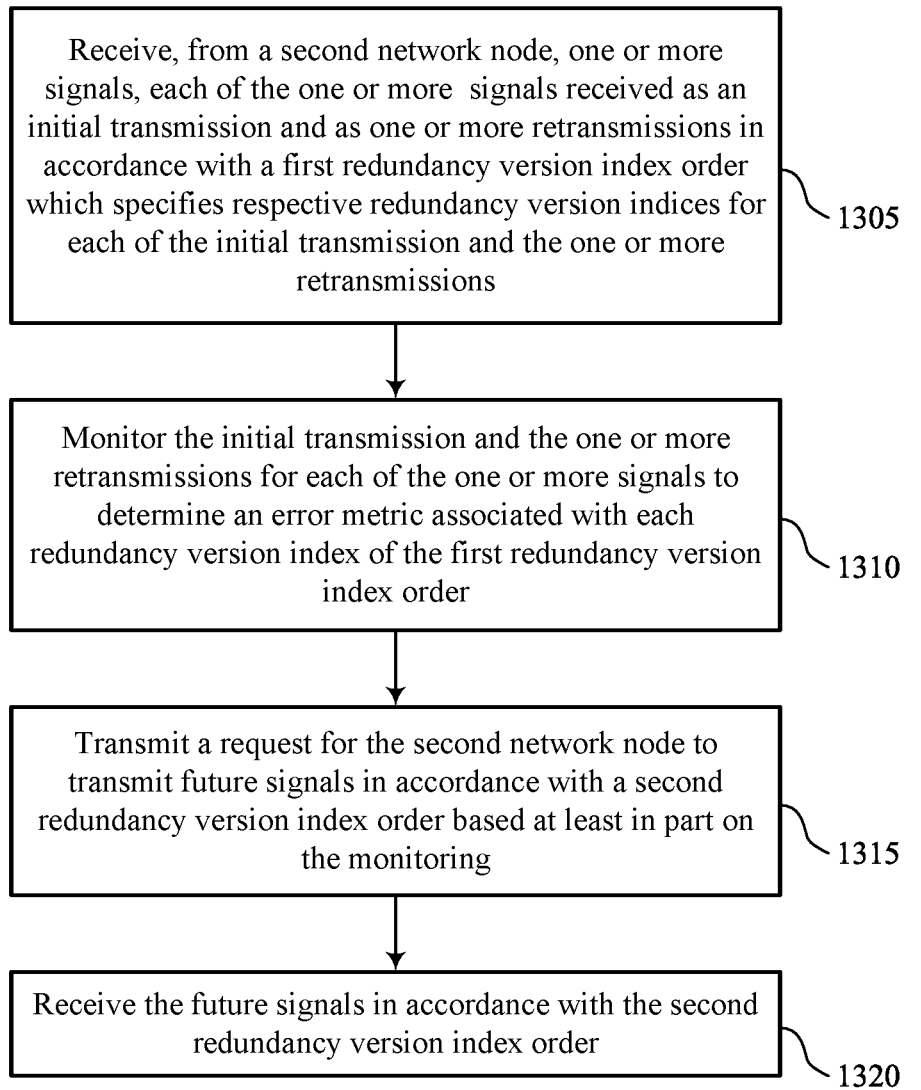 Receive, from a second network node, one or more
signals, each of the one or more signals received as an
initial transmission and as one or more retransmissions in
accordance with a first redundancy version index order
which specifies respective redundancy version indices for
each of the initial transmission and the one or more
retransmissions
1305
Monitor the initial transmission and the one or more
retransmissions for each of the one or more signals to
determine an error metric associated with each
redundancy version index of the first redundancy version
index order
1310
Transmit a request for the second network node to
transmit future signals in accordance with a second
redundancy version index order based at least in part on
the monitoring
1315
Receive the future signals in accordance with the second
redundancy version index order
1320